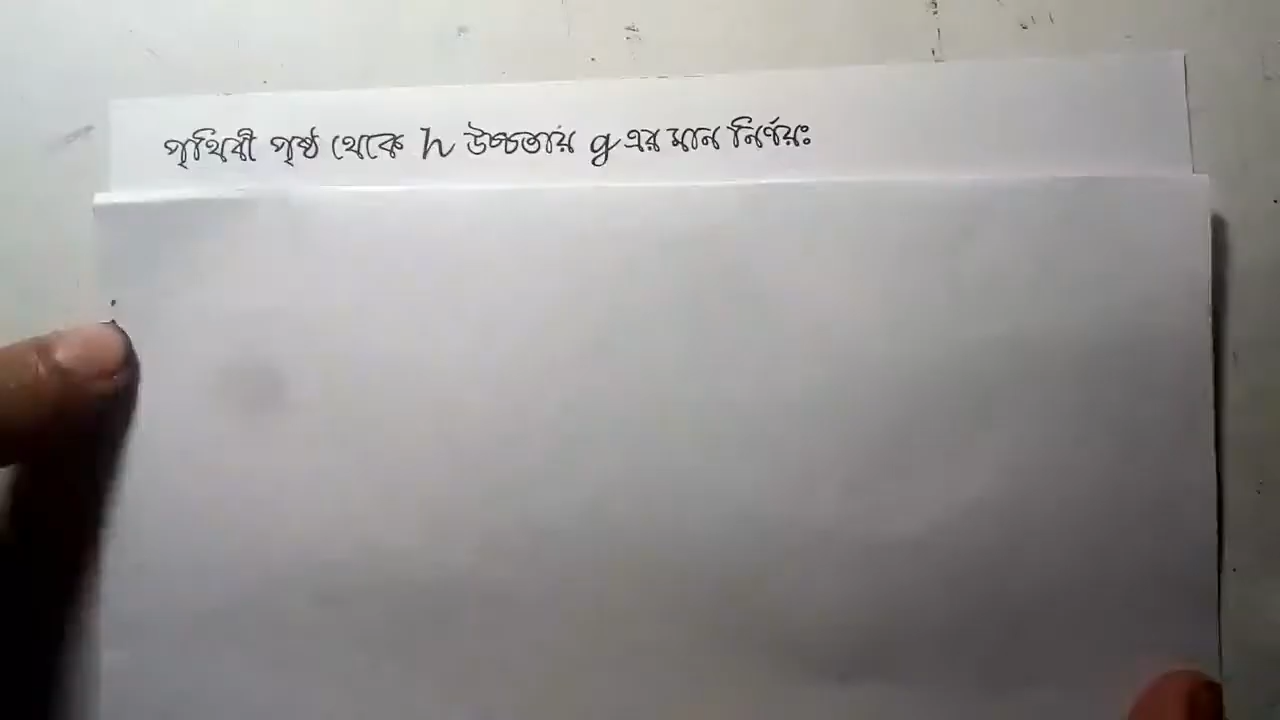 পৃথিবী পৃষ্ঠ থেকে h উচ্চতায় g এর মান নির্ণয়ঃ